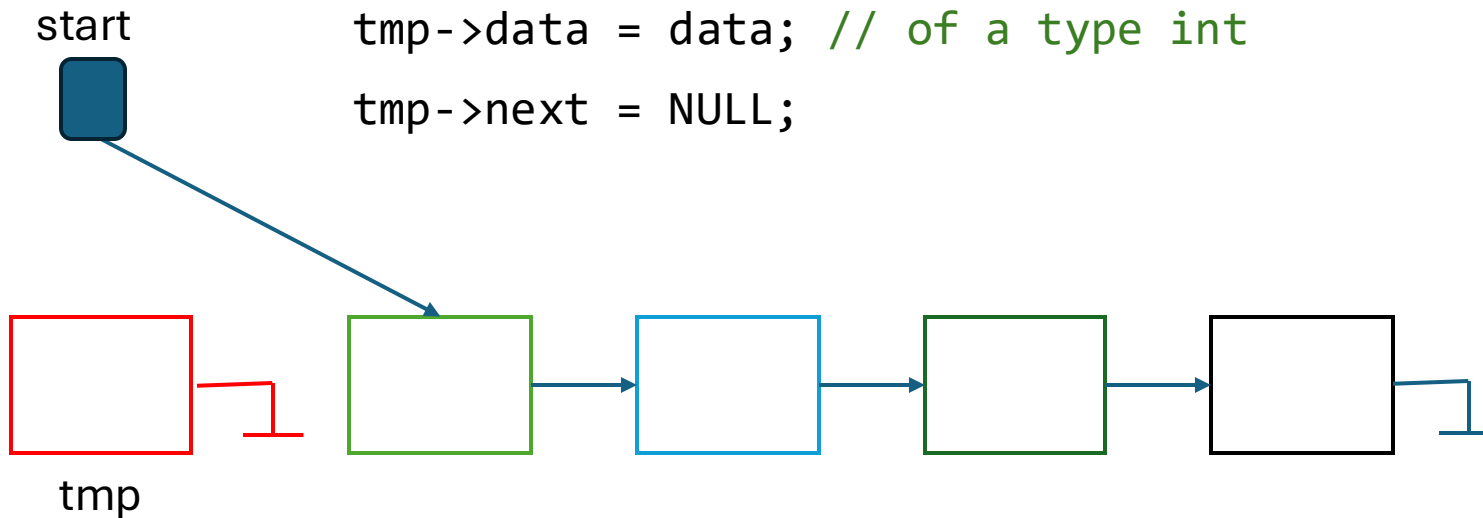 start
tmp->data = data; // of a type int
tmp->next = NULL;
tmp